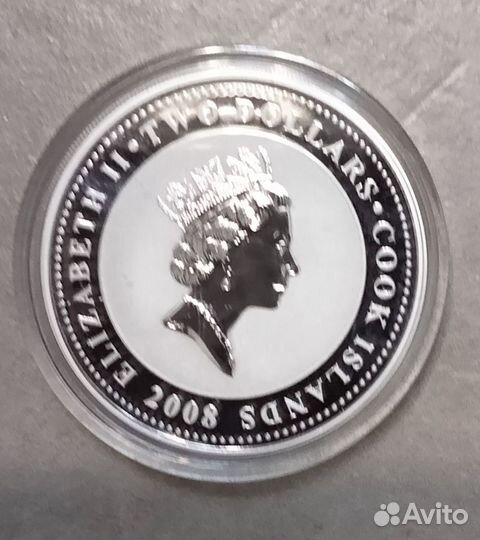 ELIZABETH II • TWO DOLLARS • COOK ISLANDS 2008
Avito